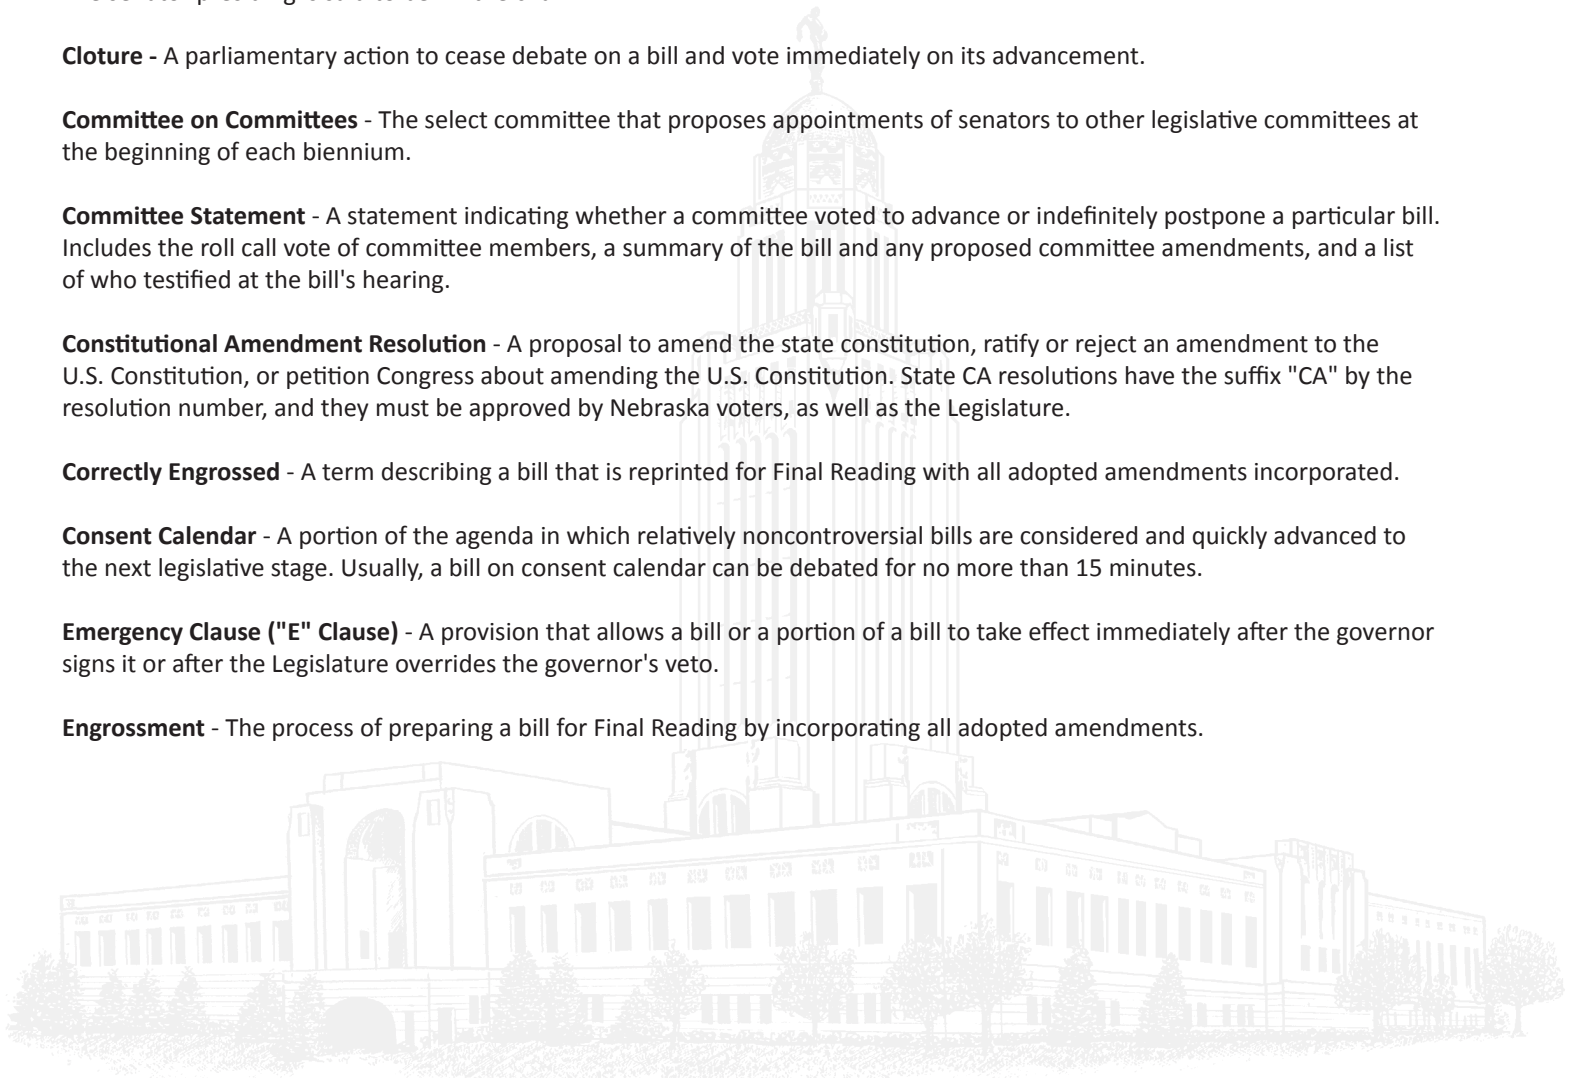 Cloture - A parliamentary action to cease debate on a bill and vote immediately on its advancement.
Committee on Committees - The select committee that proposes appointments of senators to other legislative committees at
the beginning of each biennium.
Committee Statement - A statement indicating whether a committee voted to advance or indefinitely postpone a particular bill.
Includes the roll call vote of committee members, a summary of the bill and any proposed committee amendments, and a list
of who testified at the bill's hearing.
Constitutional Amendment Resolution - A proposal to amend the state constitution, ratify or reject an amendment to the
U.S. Constitution, or petition Congress about amending the U.S. Constitution. State CA resolutions have the suffix "CA" by the
resolution number, and they must be approved by Nebraska voters, as well as the Legislature.
Correctly Engrossed - A term describing a bill that is reprinted for Final Reading with all adopted amendments incorporated.
Consent Calendar - A portion of the agenda in which relatively noncontroversial bills are considered and quickly advanced to
the next legislative stage. Usually, a bill on consent calendar can be debated for no more than 15 minutes.
Emergency Clause ("E" Clause) - A provision that allows a bill or a portion of a bill to take effect immediately after the governor
signs it or after the Legislature overrides the governor's veto.
Engrossment - The process of preparing a bill for Final Reading by incorporating all adopted amendments.